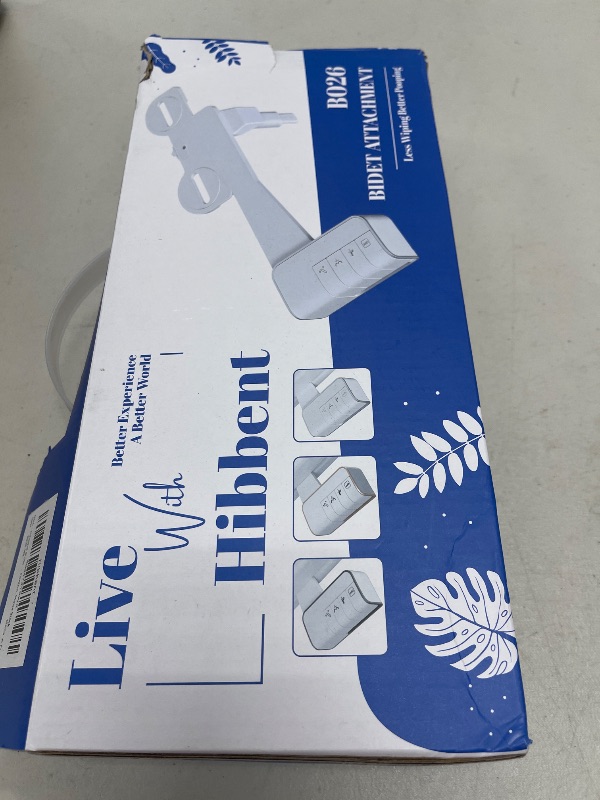 B026
BIDET ATTACHMENT
Less Wiping Better Pooping
Better Experience
A Better World
Live
With
Hibbent